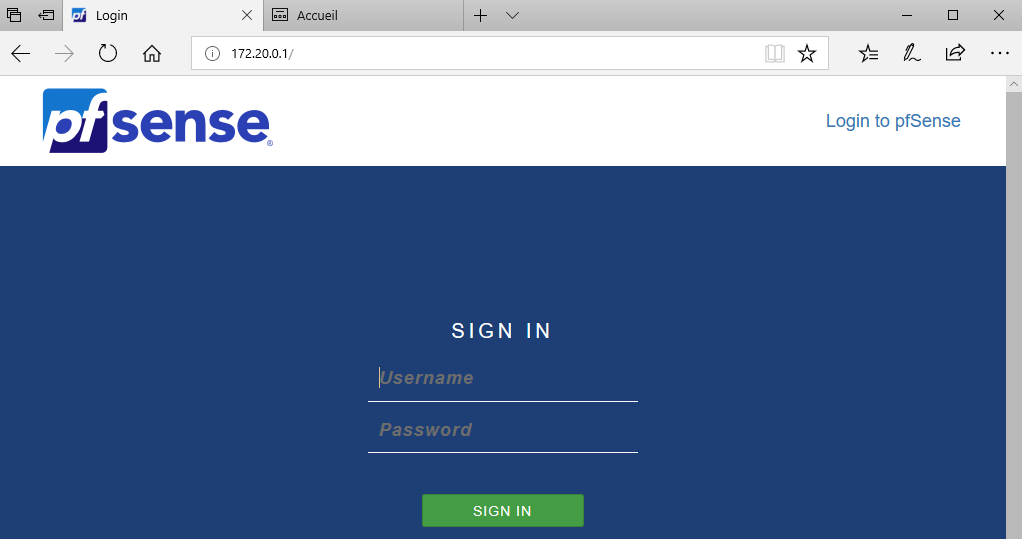 Login
Accueil
172.20.0.1/
pfsense®
Login to pfSense
SIGN IN
Username
Password
SIGN IN